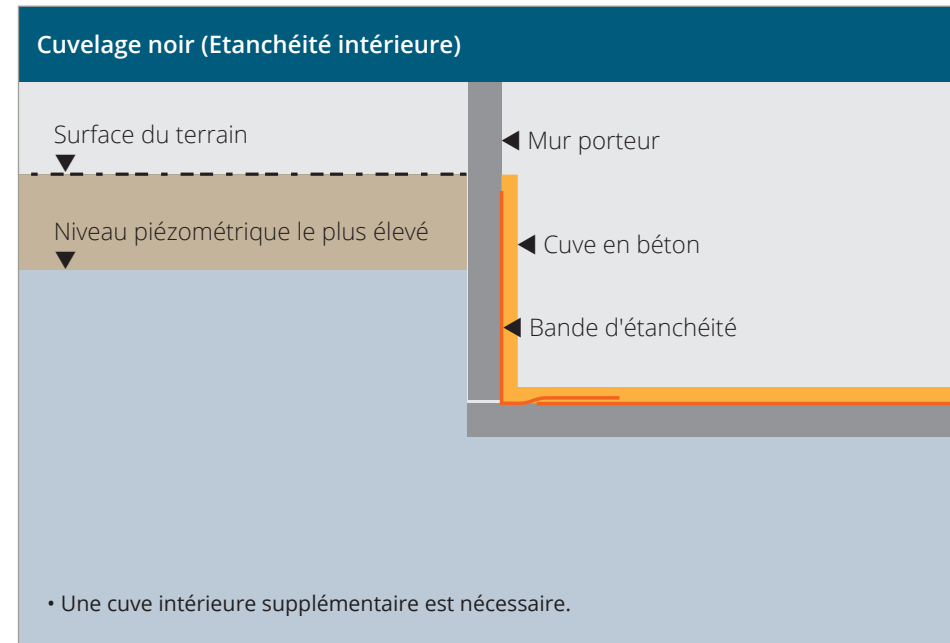 Cuvelage noir (Etanchéité intérieure)
Surface du terrain
Mur porteur
Niveau piézométrique le plus élevé
Cuve en béton
Bande d'étanchéité
• Une cuve intérieure supplémentaire est nécessaire.